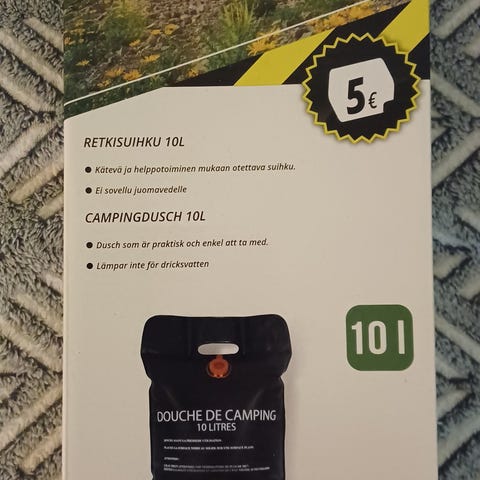 5 €
RETKISUIHKU 10L
Kätevä ja helppotoiminen mukaan otettava suihku.
Ei sovellu juomavedelle
CAMPINGDUSCH 10L
Dusch som är praktisk och enkel att ta med.
Lämpar inte för dricksvatten
10 l
DOUCHE DE CAMPING
10 LITRES